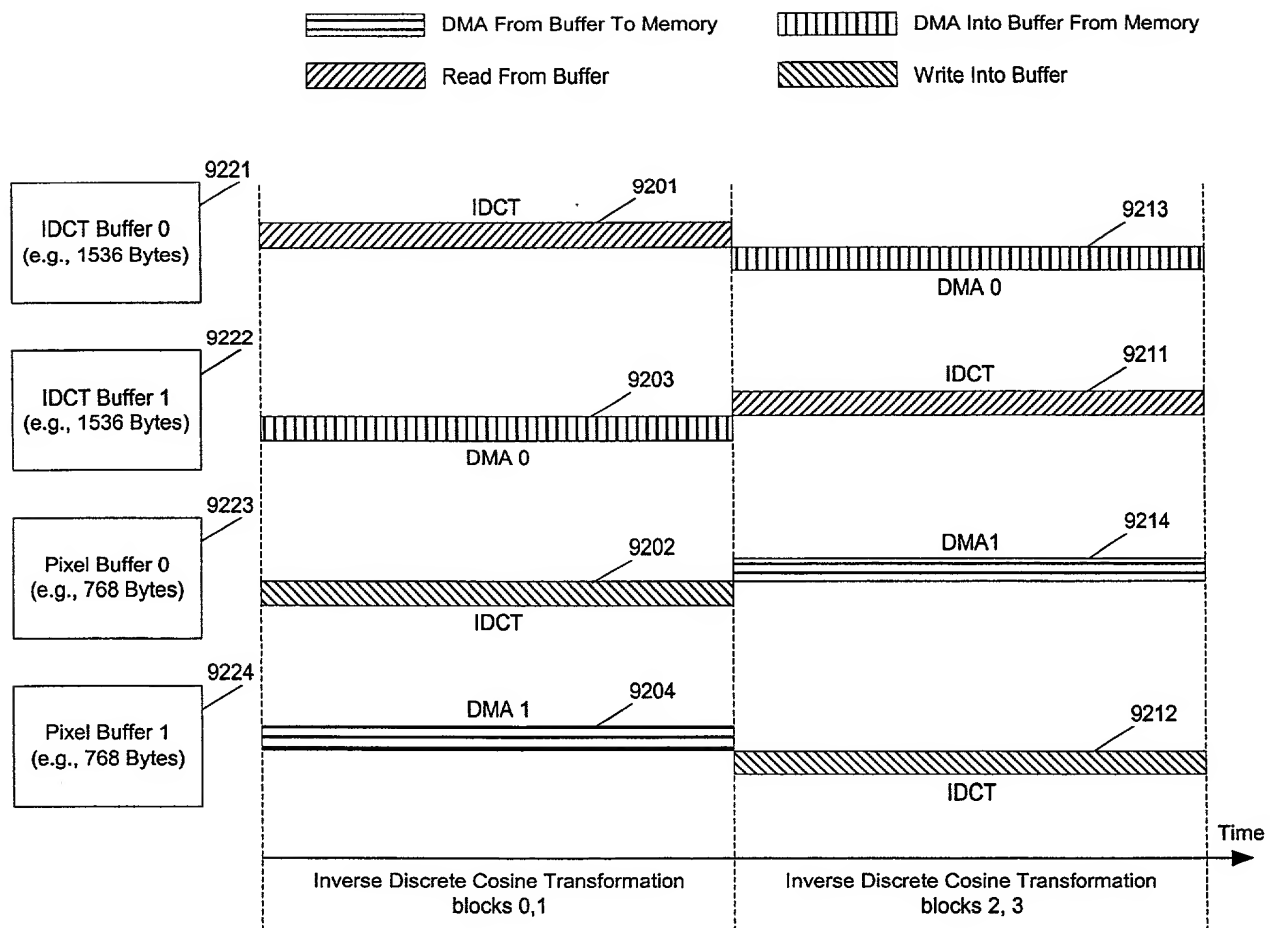 DMA From Buffer To Memory
DMA Into Buffer From Memory
Read From Buffer
Write Into Buffer
9221
IDCT Buffer 0
(e.g., 1536 Bytes)
9201
IDCT
9213
DMA 0
9222
IDCT Buffer 1
(e.g., 1536 Bytes)
9203
DMA 0
9211
IDCT
9223
Pixel Buffer 0
(e.g., 768 Bytes)
9202
IDCT
9214
DMA1
9224
Pixel Buffer 1
(e.g., 768 Bytes)
9204
DMA 1
9212
IDCT
Time
Inverse Discrete Cosine Transformation
blocks 0,1
Inverse Discrete Cosine Transformation
blocks 2, 3